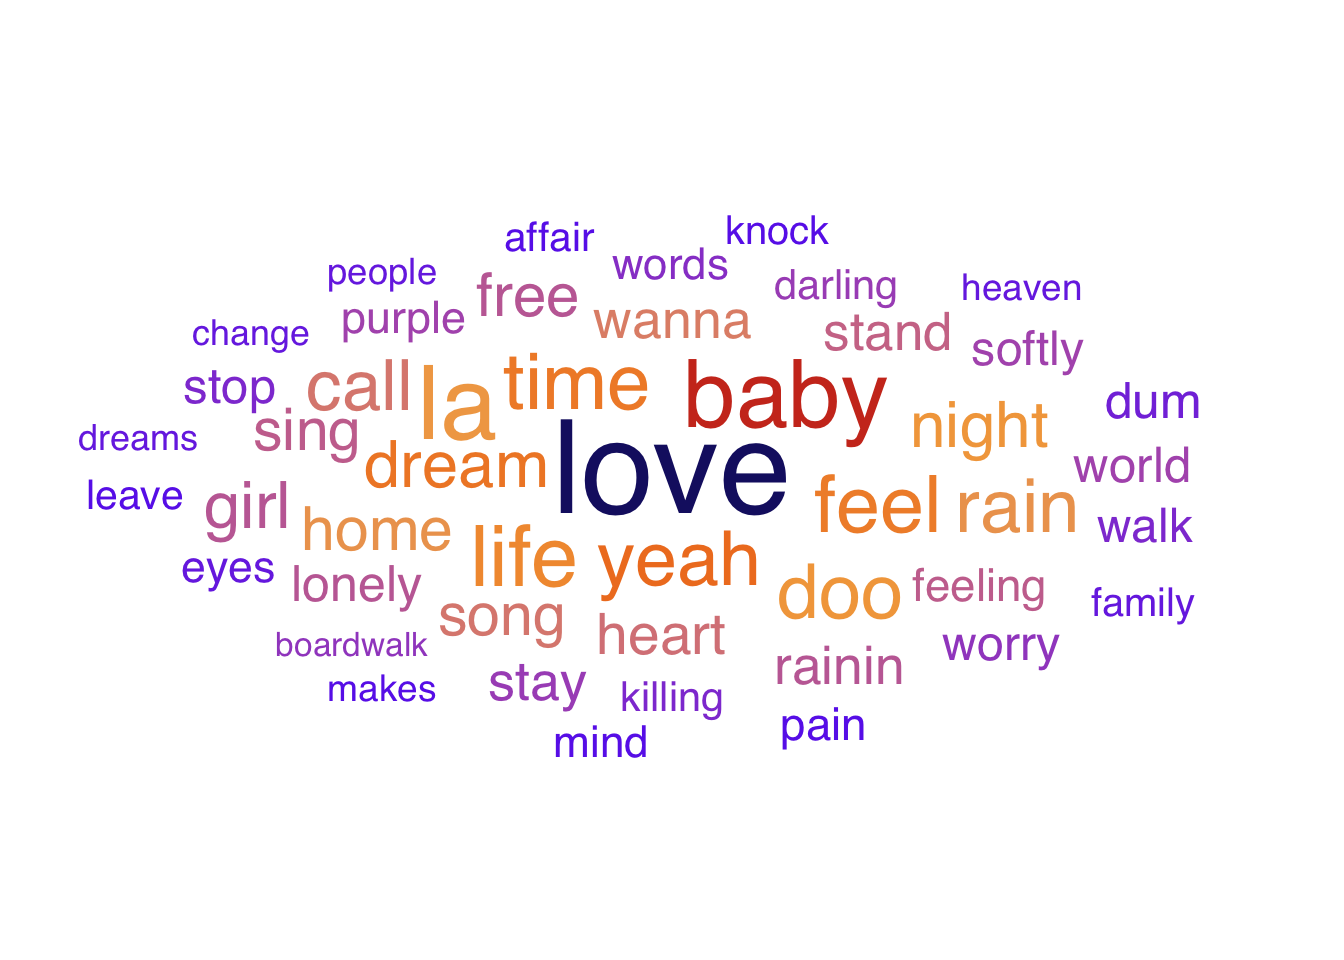 affair
knock
people
words
darling
heaven
purple
free
wanna
stand
softly
change
stop
call
la
time
baby
night
dum
dreams
sing
dream
love
feel
rain
world
leave
girl
home
life
yeah
walk
eyes
lonely
song
heart
doo
feeling
family
boardwalk
rainin
worry
makes
stay
killing
mind
pain